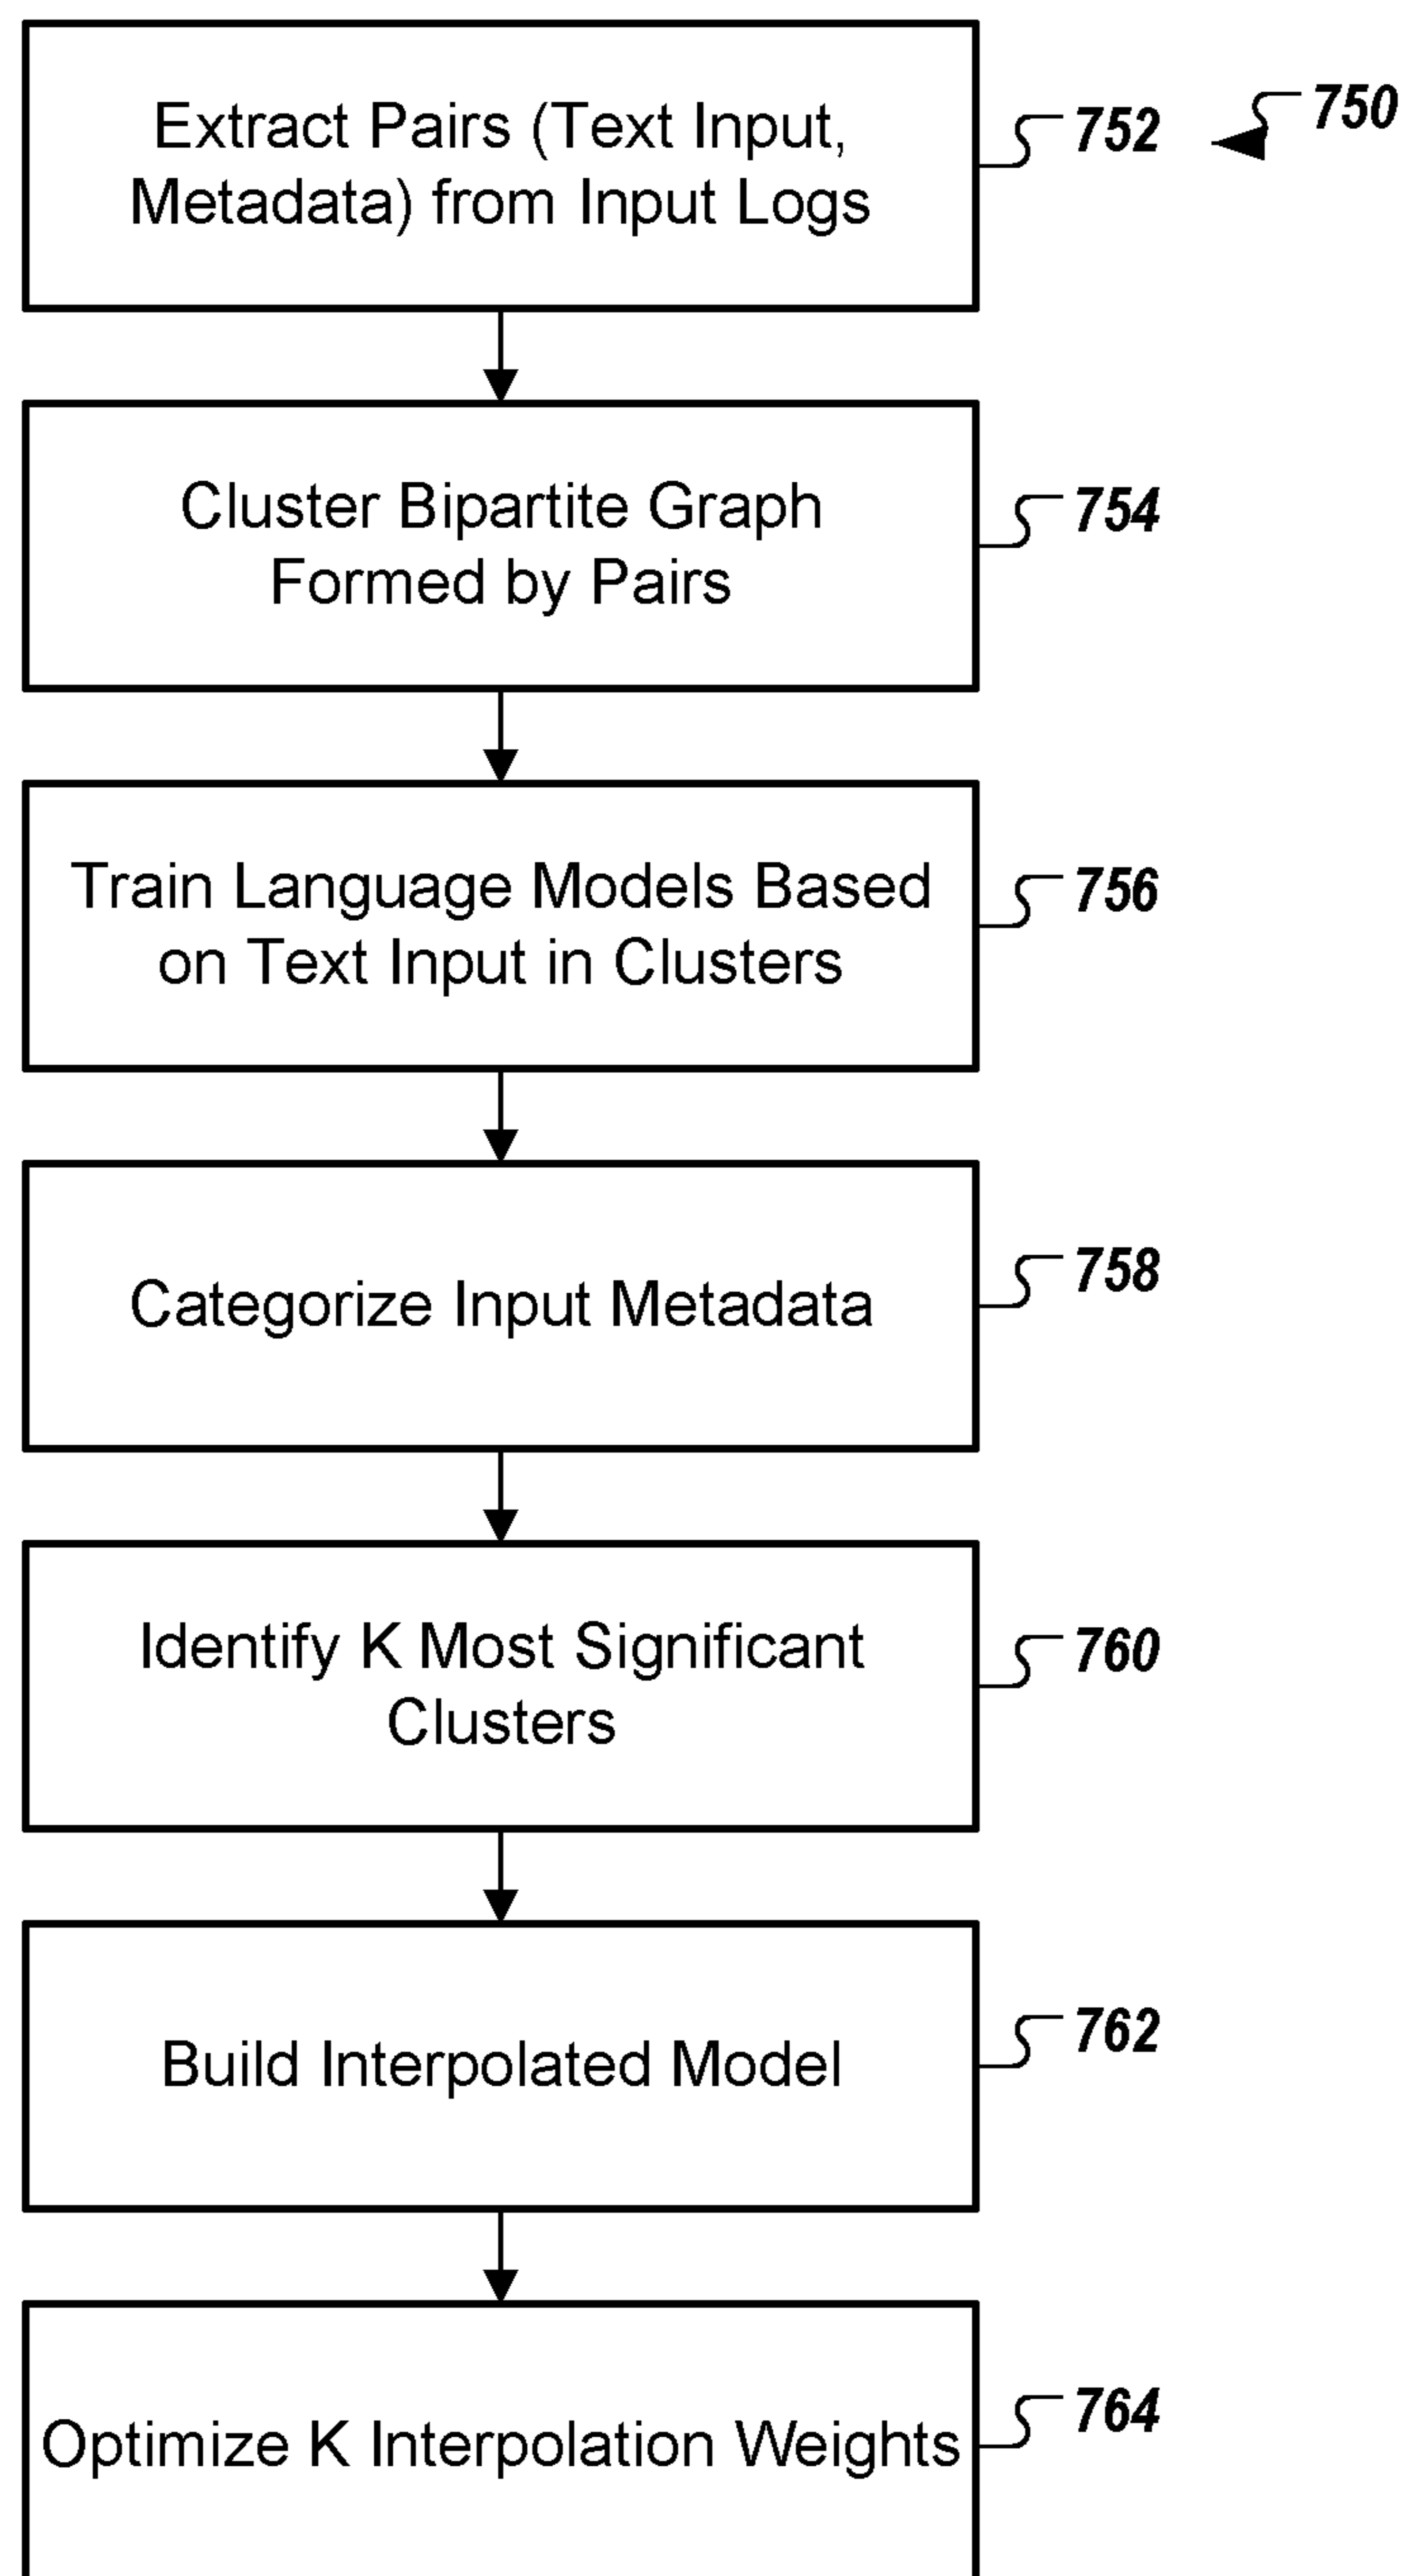 Extract Pairs (Text Input,
Metadata) from Input Logs
752
750
Cluster Bipartite Graph
Formed by Pairs
754
Train Language Models Based
on Text Input in Clusters
756
Categorize Input Metadata
758
Identify K Most Significant
Clusters
760
Build Interpolated Model
762
Optimize K Interpolation Weights
764